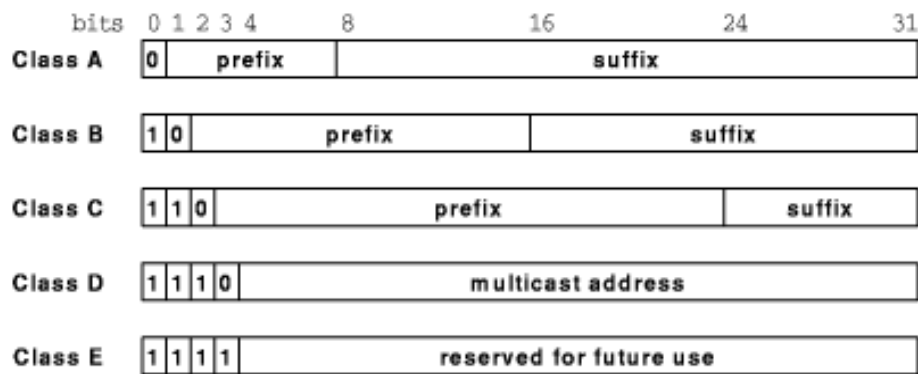 bits 0 1 2 3 4 8 16 24 31
Class A 0 prefix suffix
Class B 1 0 prefix suffix
Class C 1 1 0 prefix suffix
Class D 1 1 1 0 multicast address
Class E 1 1 1 1 reserved for future use